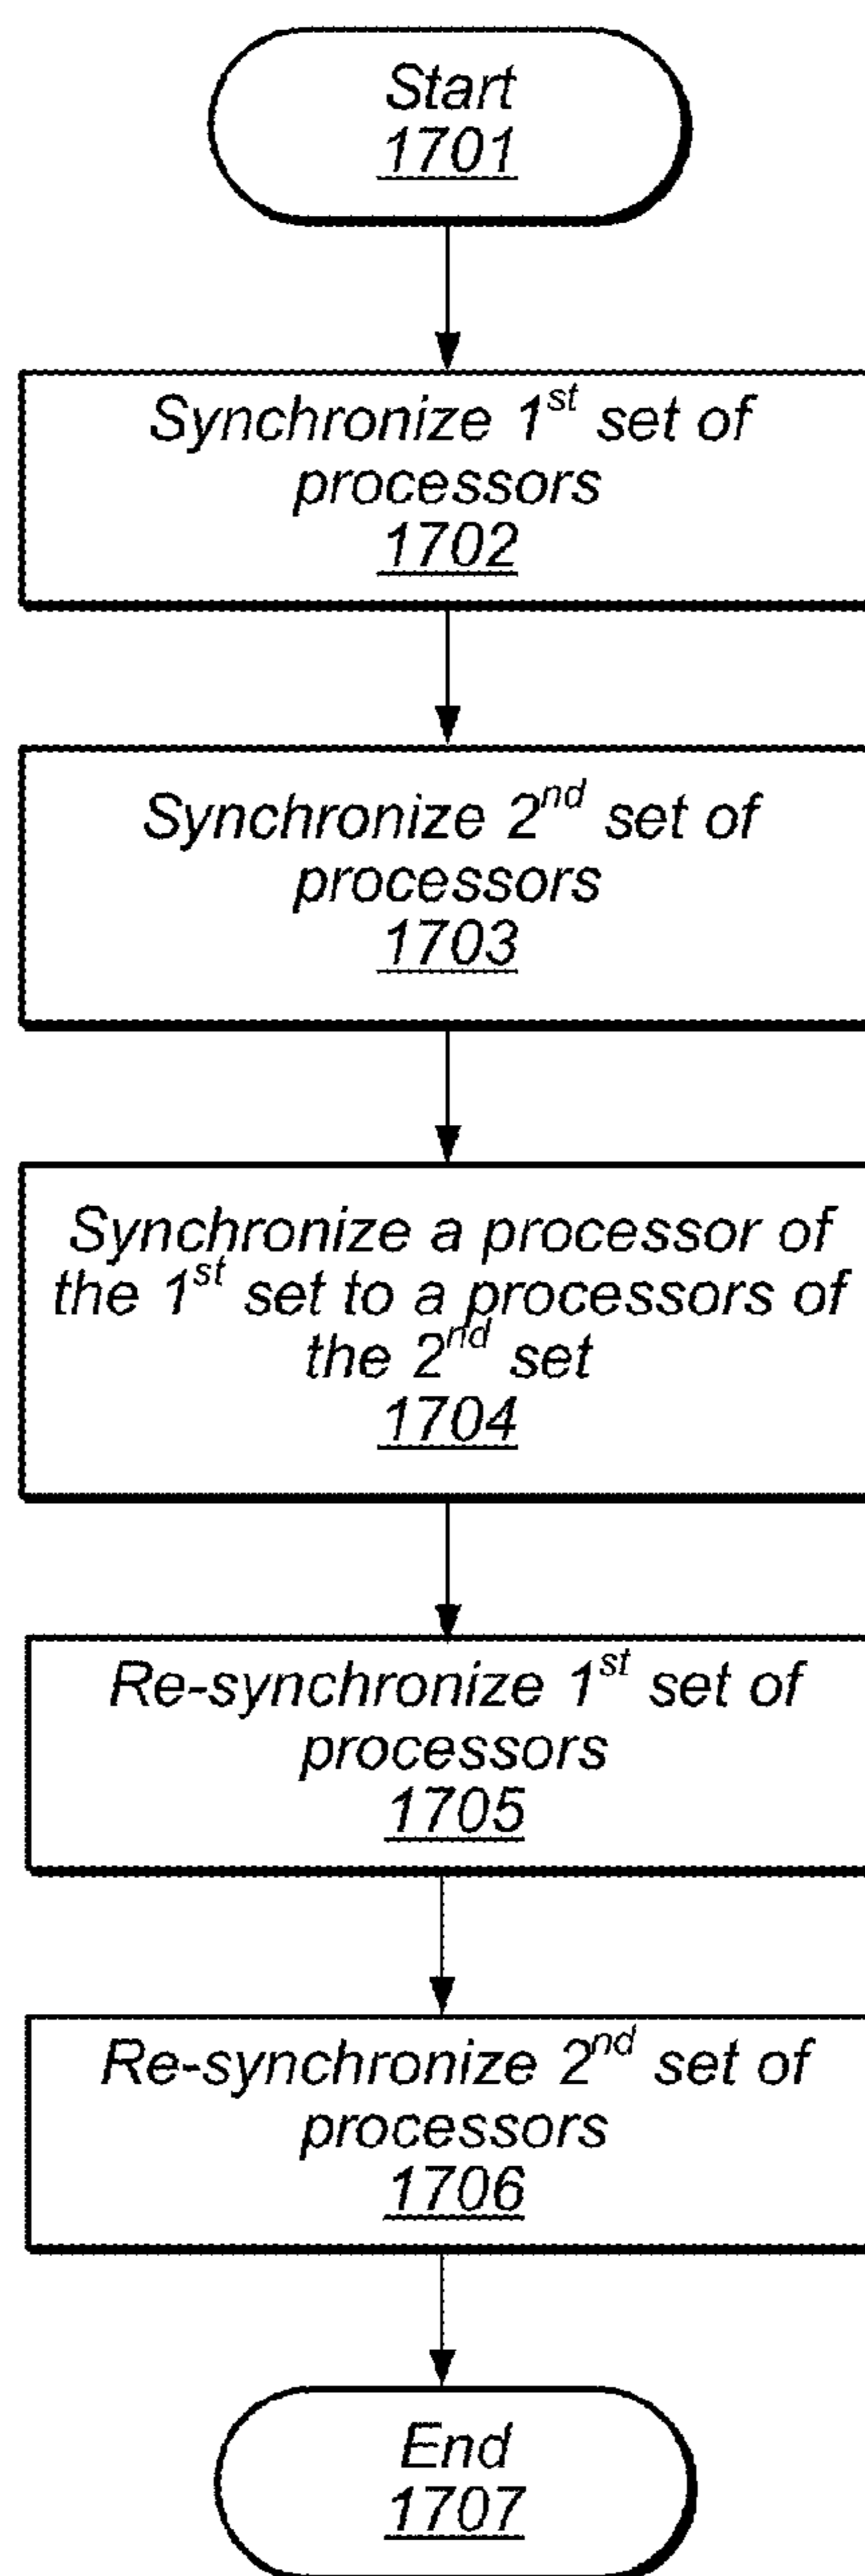 Start
1701
Synchronize 1st set of
processors
1702
Synchronize 2nd set of
processors
1703
Synchronize a processor of
the 1st set to a processors of
the 2nd set
1704
Re-synchronize 1st set of
processors
1705
Re-synchronize 2nd set of
processors
1706
End
1707